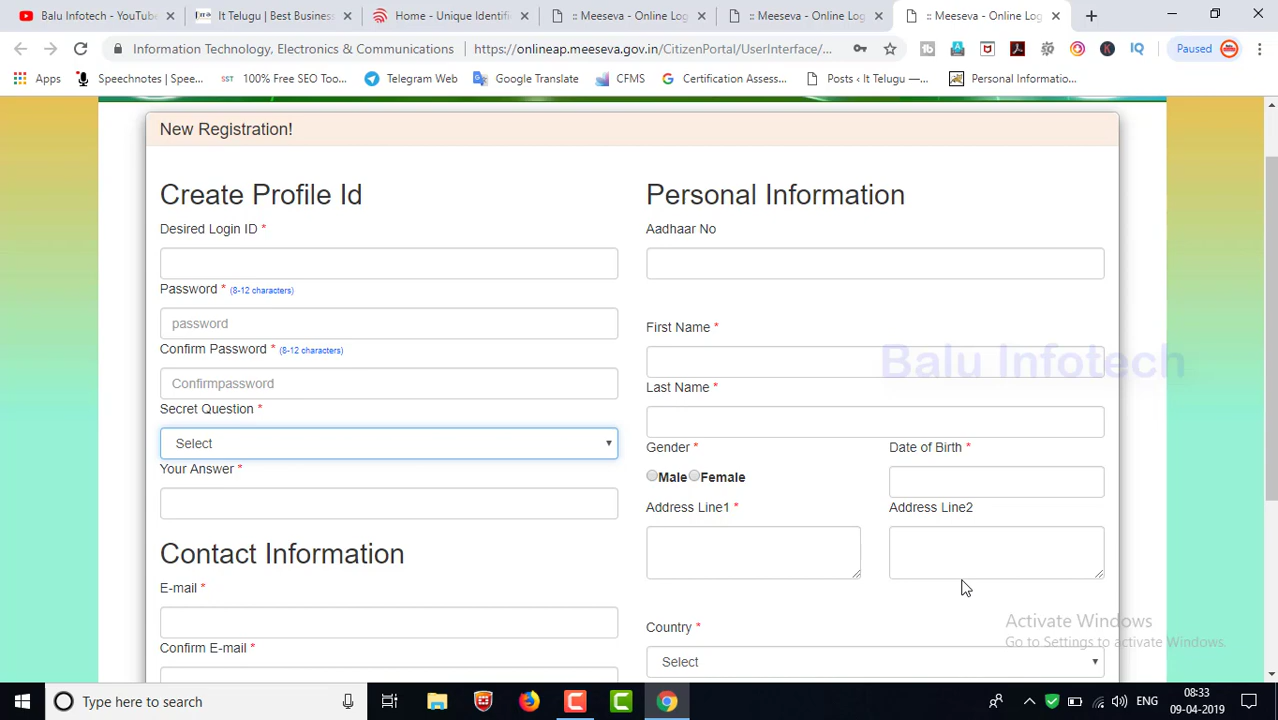 Balu Infotech - YouTube
It Telugu | Best Business
Home - Unique Identifi
:: Meeseva - Online Log
:: Meeseva - Online Log
:: Meeseva - Online Log
Information Technology, Electronics & Communications
https://onlineap.meeseva.gov.in/CitizenPortal/UserInterface/...
IQ
Paused
Apps
Speechnotes | Spee...
SST 100% Free SEO Tool...
Telegram Web
Google Translate
CFMS
Certification Assess...
Posts ‹ It Telugu —...
Personal Informatio...
New Registration!
Create Profile Id
Desired Login ID *
Password * (8-12 characters)
password
Confirm Password * (8-12 characters)
Confirmpassword
Secret Question *
Select
Your Answer *
Contact Information
E-mail *
Confirm E-mail *
Personal Information
Aadhaar No
First Name *
Balu Infotech
Last Name *
Gender *
Male Female
Date of Birth *
Address Line1 *
Address Line2
Country *
Select
Activate Windows
Go to Settings to activate Windows.
Type here to search
ENG
08:33
09-04-2019